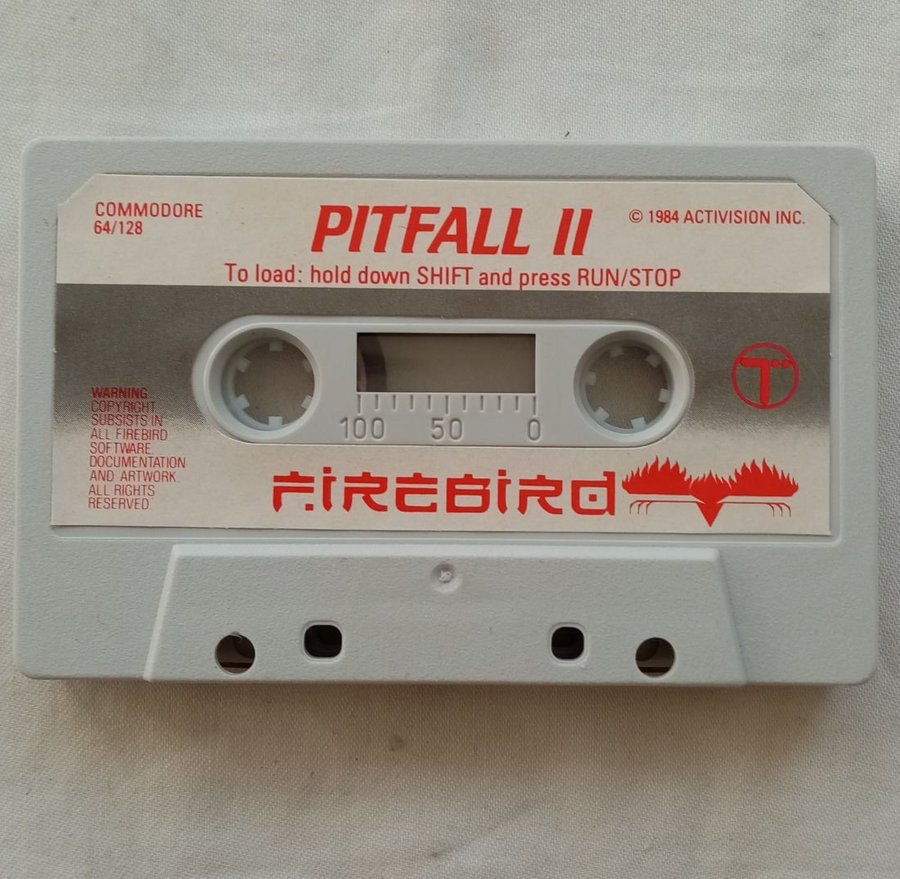 COMMODORE
64/128
PITFALL II
© 1984 ACTIVISION INC.
To load: hold down SHIFT and press RUN/STOP
100 50 0
WARNING
COPYRIGHT
SUBSISTS IN
ALL FIREBIRD
SOFTWARE,
DOCUMENTATION
AND ARTWORK.
ALL RIGHTS
RESERVED.
FIREBIRD
T